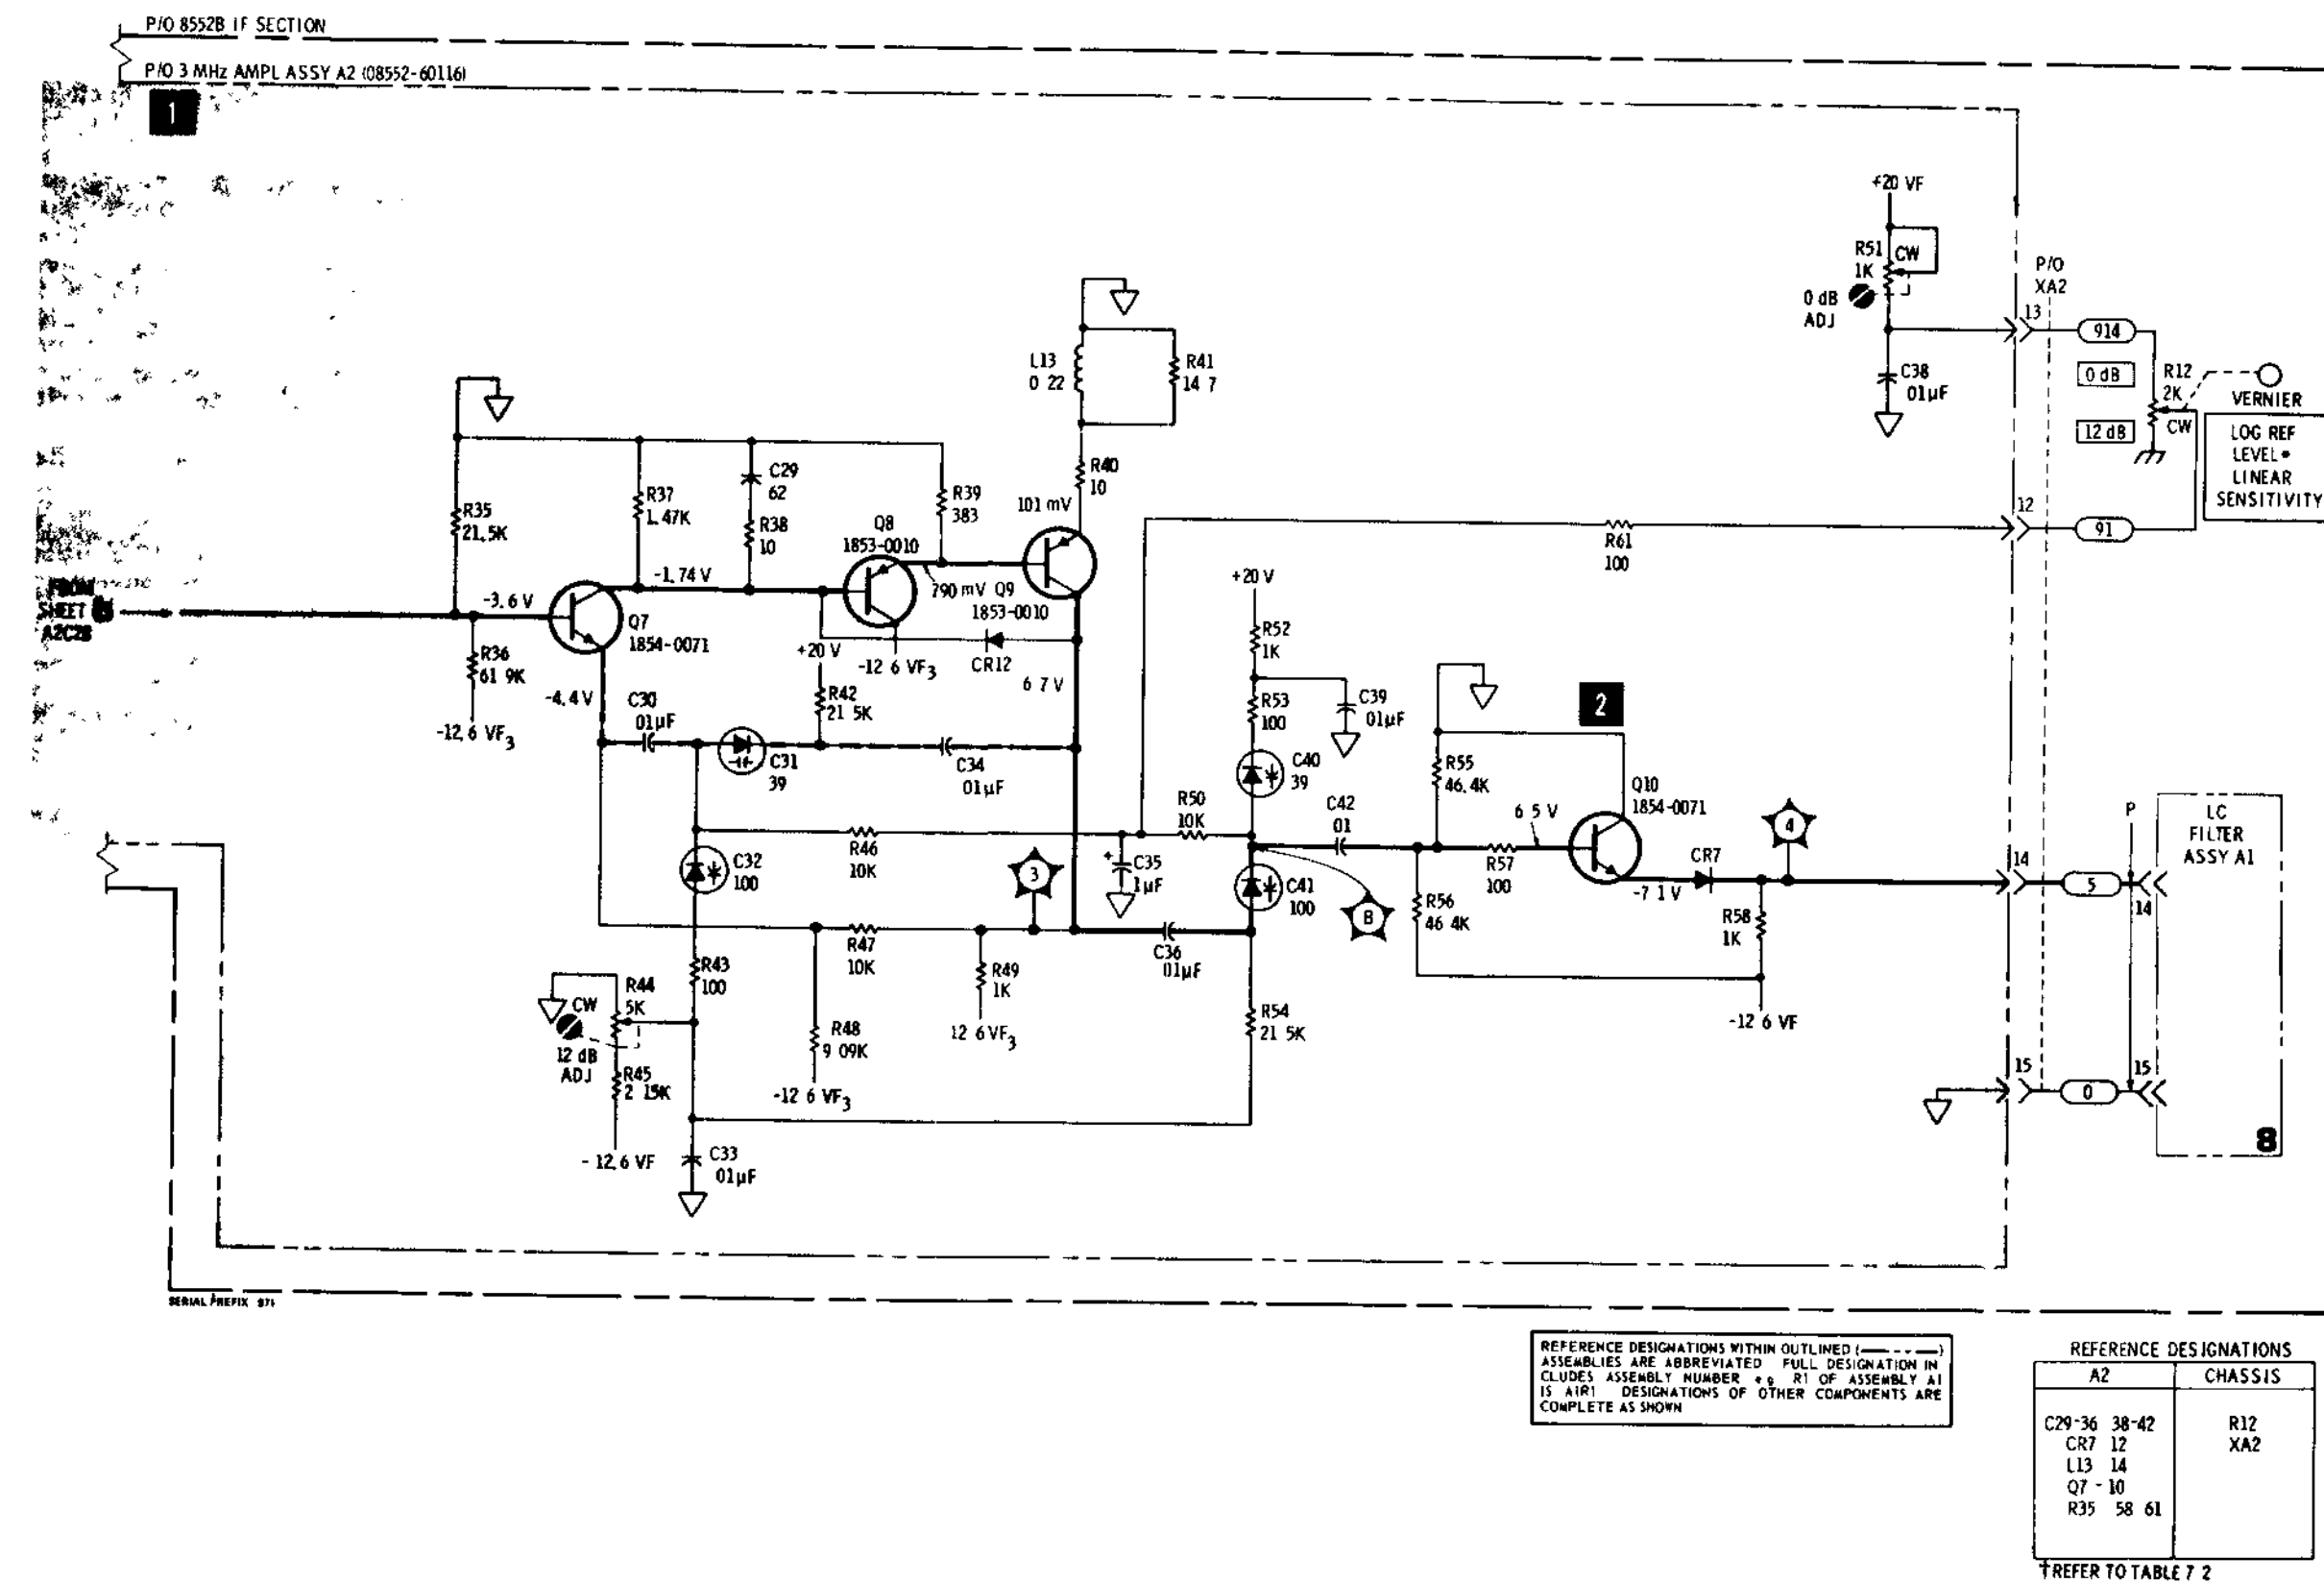 P/O 8552B IF SECTION
P/O 3 MHz AMPL ASSY A2 (08552-60116)
1
+20 VF
R51
1K
CW
0 dB
ADJ
P/O
XA2
13
914
C38
01µF
0 dB
12 dB
R12
2K
CW
VERNIER
LOG REF
LEVEL
LINEAR
SENSITIVITY
12
91
L13
0 22
R41
14 7
R40
10
101 mV
R35
21,5K
R37
1.47K
C29
62
R38
10
R39
383
Q8
1853-0010
-1.74 V
790 mV
Q9
1853-0010
R61
100
FROM
SHEET
A2C28
-3.6 V
Q7
1854-0071
R36
61 9K
-12,6 VF3
-4.4 V
+20 V
-12 6 VF3
CR12
6 7 V
R42
21 5K
C30
01µF
C31
39
C34
01µF
+20 V
R52
1K
R53
100
C39
01µF
C40
39
2
R55
46.4K
Q10
1854-0071
6 5 V
R50
10K
C42
01
R46
10K
C32
100
3
+
C35
1µF
C41
100
B
R57
100
R56
46 4K
-7 1 V
CR7
4
R58
1K
-12 6 VF
14
5
P
14
LC
FILTER
ASSY A1
15
0
15
8
R47
10K
C36
01µF
R43
100
R44
5K
CW
12 dB
ADJ
R45
2 15K
- 12,6 VF
R48
9 09K
-12 6 VF3
R49
1K
12 6 VF3
R54
21 5K
C33
01µF
SERIAL PREFIX 971
REFERENCE DESIGNATIONS WITHIN OUTLINED (— - - —)
ASSEMBLIES ARE ABBREVIATED FULL DESIGNATION IN
CLUDES ASSEMBLY NUMBER e g R1 OF ASSEMBLY A1
IS A1R1 DESIGNATIONS OF OTHER COMPONENTS ARE
COMPLETE AS SHOWN
REFERENCE DESIGNATIONS
A2 CHASSIS
C29-36 38-42 R12
CR7 12 XA2
L13 14
Q7 - 10
R35 58 61
†REFER TO TABLE 7 2